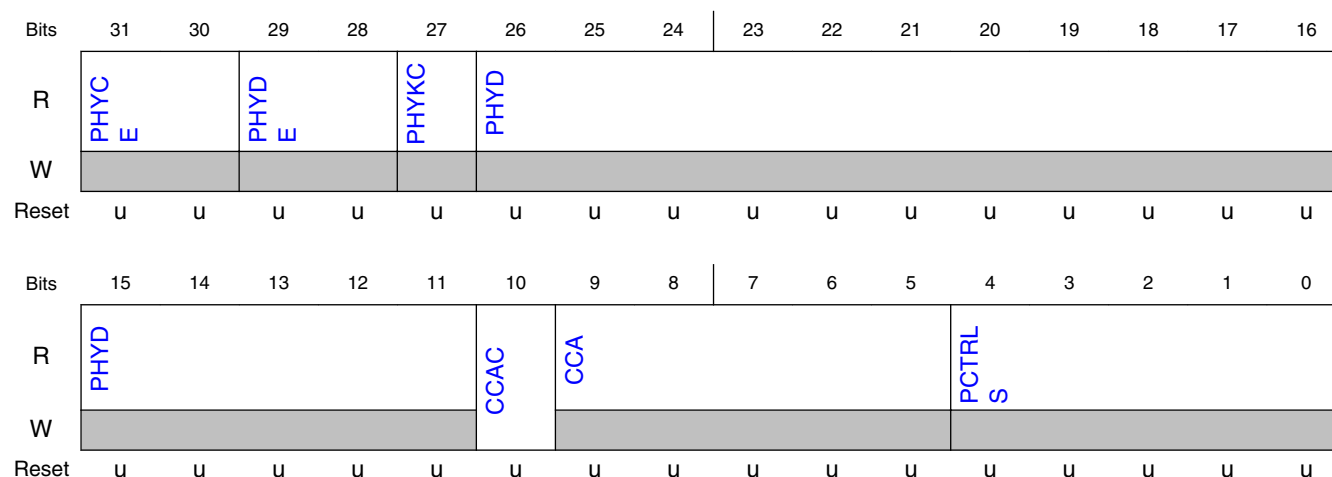 Bits 31 30 29 28 27 26 25 24 23 22 21 20 19 18 17 16
R PHYC E PHYD E PHYKC PHYD
W
Reset u u u u u u u u u u u u u u u u
Bits 15 14 13 12 11 10 9 8 7 6 5 4 3 2 1 0
R PHYD CCAC CCA PCTRL S
W
Reset u u u u u u u u u u u u u u u u